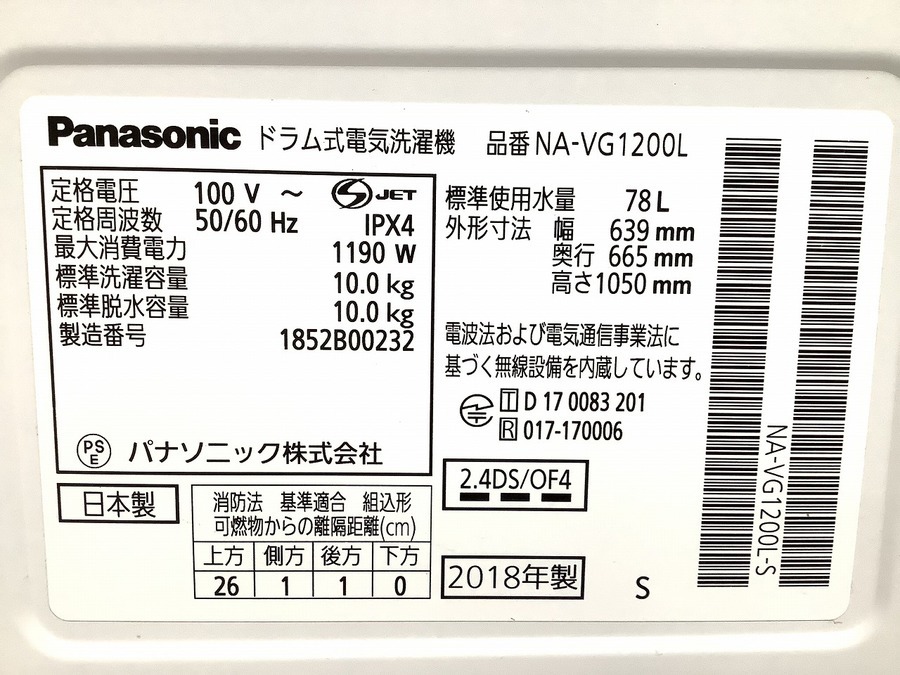 Panasonic ドラム式電気洗濯機 品番 NA-VG1200L
定格電圧 100 V ～ S JET
定格周波数 50/60 Hz IPX4
最大消費電力 1190 W
標準洗濯容量 10.0 kg
標準脱水容量 10.0 kg
製造番号 1852B00232
PS E パナソニック株式会社
日本製
消防法 基準適合 組込形
可燃物からの離隔距離(cm)
上方 側方 後方 下方
26 1 1 0
標準使用水量 78 L
外形寸法 幅 639 mm
奥行 665 mm
高さ1050 mm
電波法および電気通信事業法に
基づく無線設備を内蔵しています。
T D 17 0083 201
R 017-170006
2.4DS/OF4
2018年製 S
NA-VG1200L-S